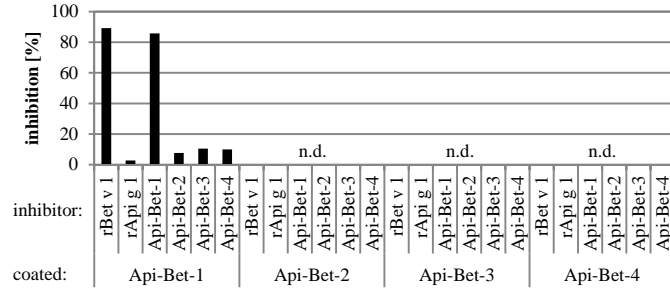 100
80
60
40
20
0
inhibition [%]
n.d. n.d. n.d.
inhibitor: rBet v 1 rApi g 1 Api-Bet-1 Api-Bet-2 Api-Bet-3 Api-Bet-4 rBet v 1 rApi g 1 Api-Bet-1 Api-Bet-2 Api-Bet-3 Api-Bet-4 rBet v 1 rApi g 1 Api-Bet-1 Api-Bet-2 Api-Bet-3 Api-Bet-4 rBet v 1 rApi g 1 Api-Bet-1 Api-Bet-2 Api-Bet-3 Api-Bet-4
coated: Api-Bet-1 Api-Bet-2 Api-Bet-3 Api-Bet-4